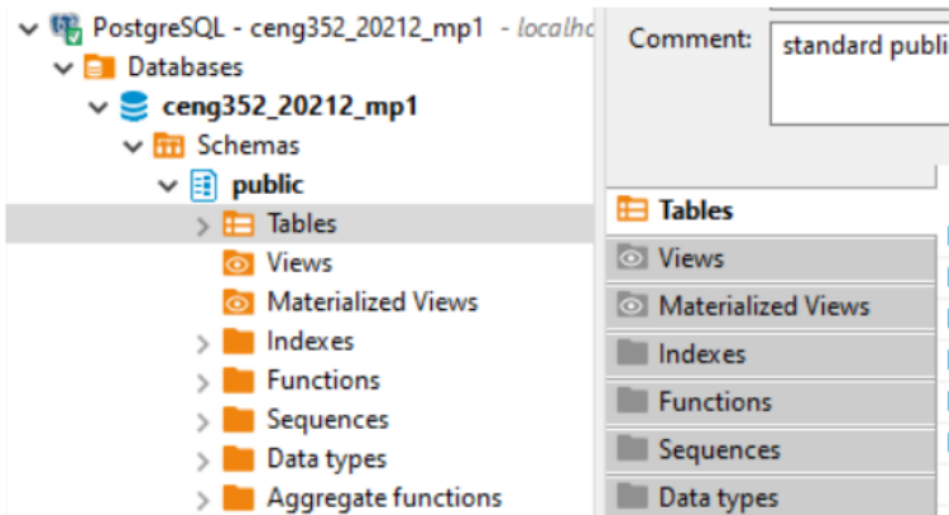 PostgreSQL - ceng352_20212_mp1 - localho
Databases
ceng352_20212_mp1
Schemas
public
Tables
Views
Materialized Views
Indexes
Functions
Sequences
Data types
Aggregate functions
Comment:
standard publi
Tables
Views
Materialized Views
Indexes
Functions
Sequences
Data types